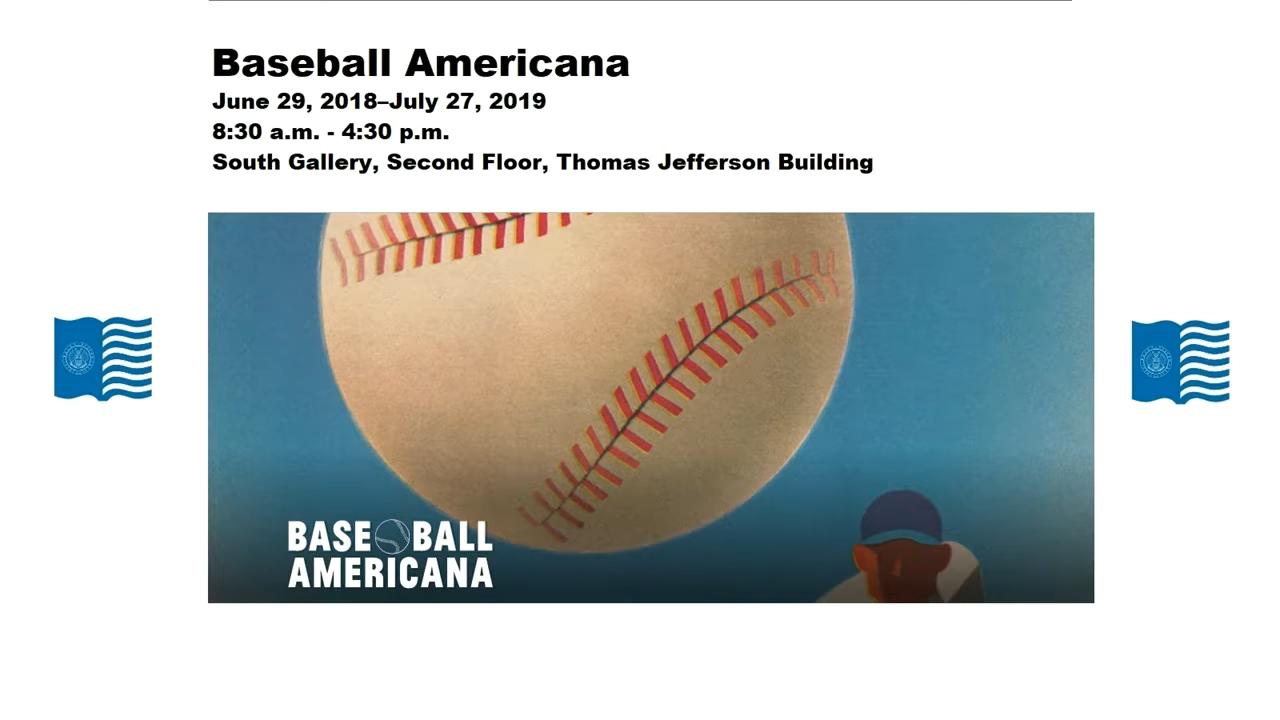 Baseball Americana
June 29, 2018–July 27, 2019
8:30 a.m. - 4:30 p.m.
South Gallery, Second Floor, Thomas Jefferson Building
BASEBALL
AMERICANA